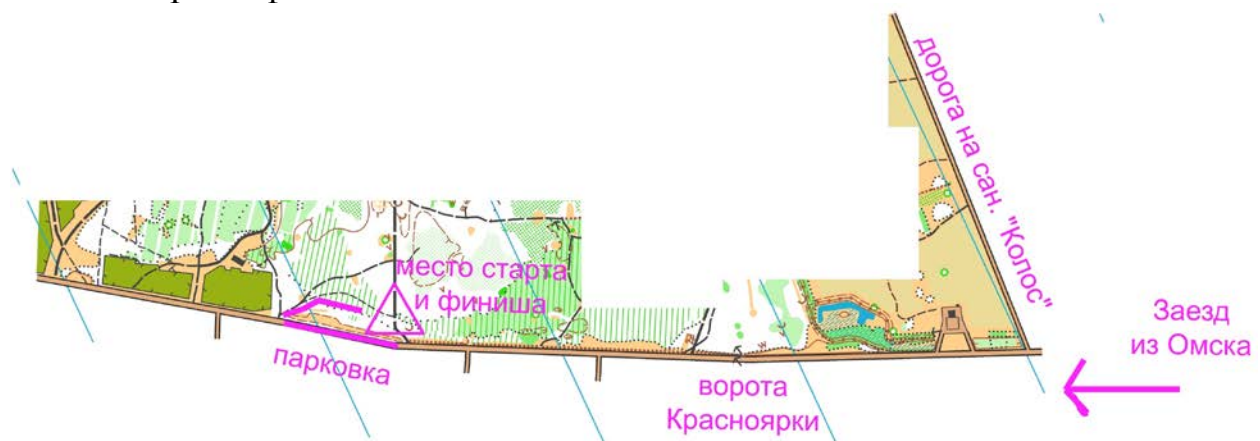 дорога на сан. "Колос"
место старта
и финиша
Заезд
из Омска
парковка
ворота
Красноярки